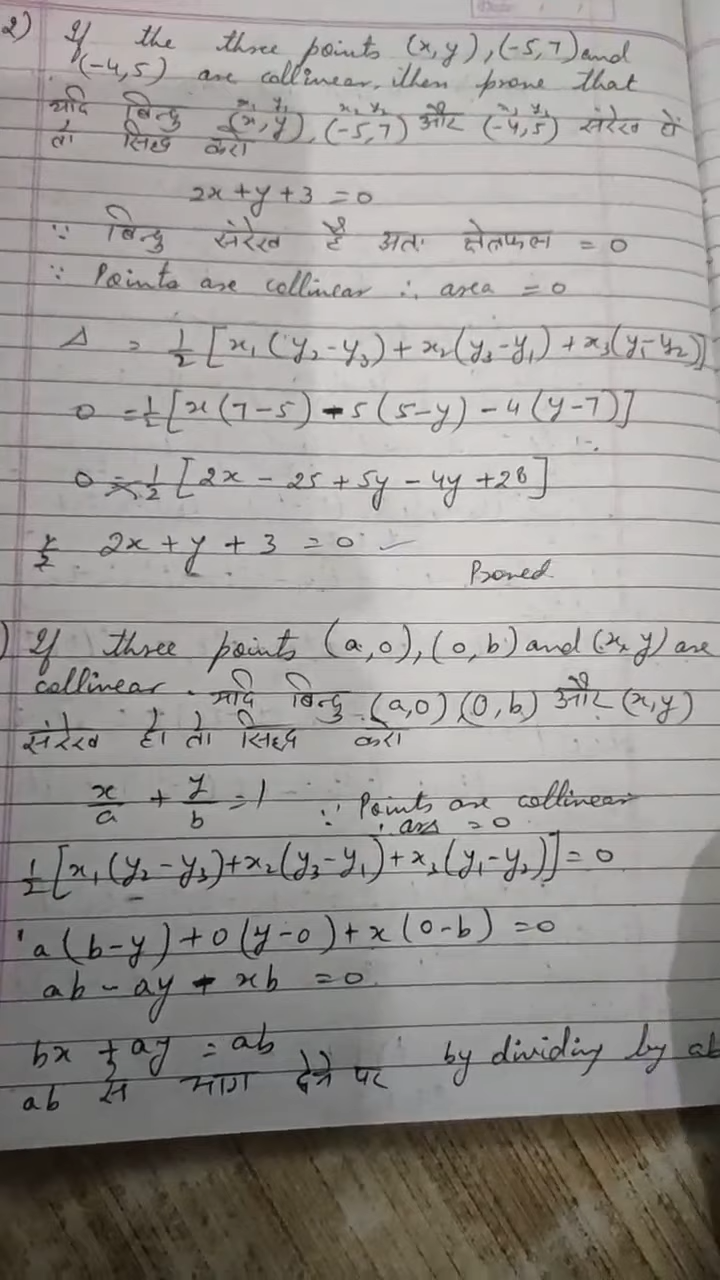 2) If the three points (x,y), (-5,7) and
(-4,5) are collinear, then prove that
यदि बिन्दु (x,y), (-5,7) और (-4,5) संरेख हों
तो सिद्ध करो
2x+y+3=0
∵ बिन्दु संरेख है अतः क्षेतफल = 0
∵ Points are collinear ∴ area = 0
Δ = 1/2 [x₁(y₂-y₃)+x₂(y₃-y₁)+x₃(y₁-y₂)]
0 = 1/2 [x(7-5)-5(5-y)-4(y-7)]
0 = 1/2 [2x-25+5y-4y+28]
2x+y+3=0
Proved
) If three points (a,0), (0,b) and (x,y) are
collinear. यदि बिन्दु (a,0) (0,b) और (x,y)
संरेख हो तो सिद्ध करो
x/a + y/b = 1 ∵ Points are collinear
∴ = 0
1/2 [x₁(y₂-y₃)+x₂(y₃-y₁)+x₃(y₁-y₂)]=0
a(b-y)+0(y-0)+x(0-b)=0
ab-ay-xb=0
bx+ay=ab by dividing by ab
ab से भाग देने पर